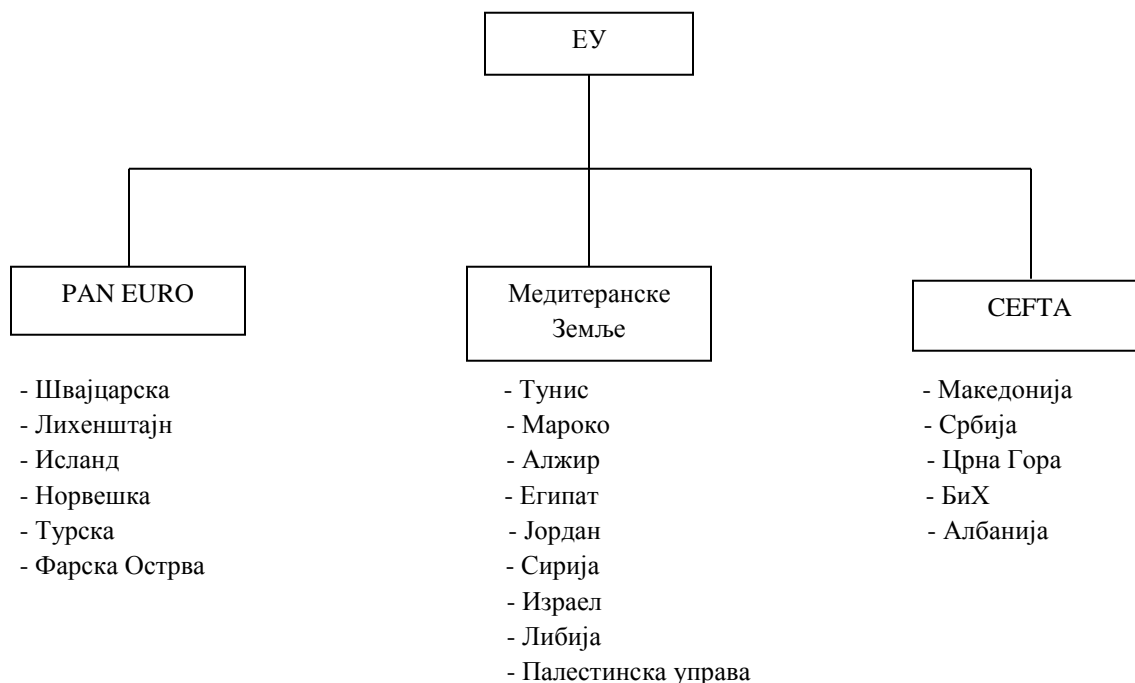 ЕУ
PAN EURO
- Швајцарска
- Лихенштајн
- Исланд
- Норвешка
- Турска
- Фарска Острва
Медитеранске
Земље
- Тунис
- Мароко
- Алжир
- Египат
- Јордан
- Сирија
- Израел
- Либија
- Палестинска управа
CEFTA
- Македонија
- Србија
- Црна Гора
- БиХ
- Албанија